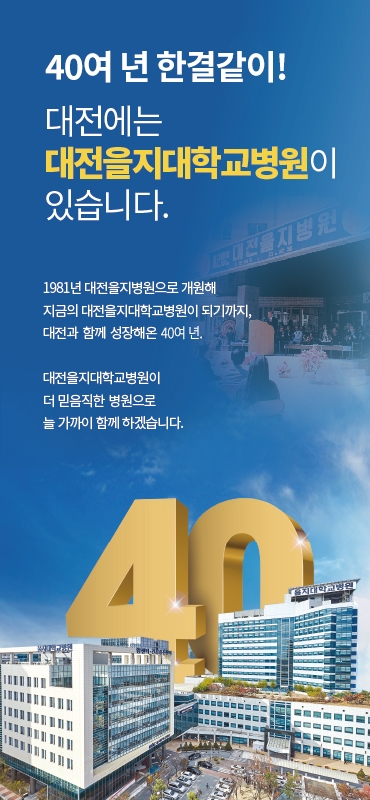 40여 년 한결같이!
대전에는
대전을지대학교병원이
있습니다.
대전을지병원
1981년 대전을지병원으로 개원해
지금의 대전을지대학교병원이 되기까지,
대전과 함께 성장해온 40여 년.
대전을지대학교병원이
더 믿음직한 병원으로
늘 가까이 함께 하겠습니다.
40
을지대학교병원